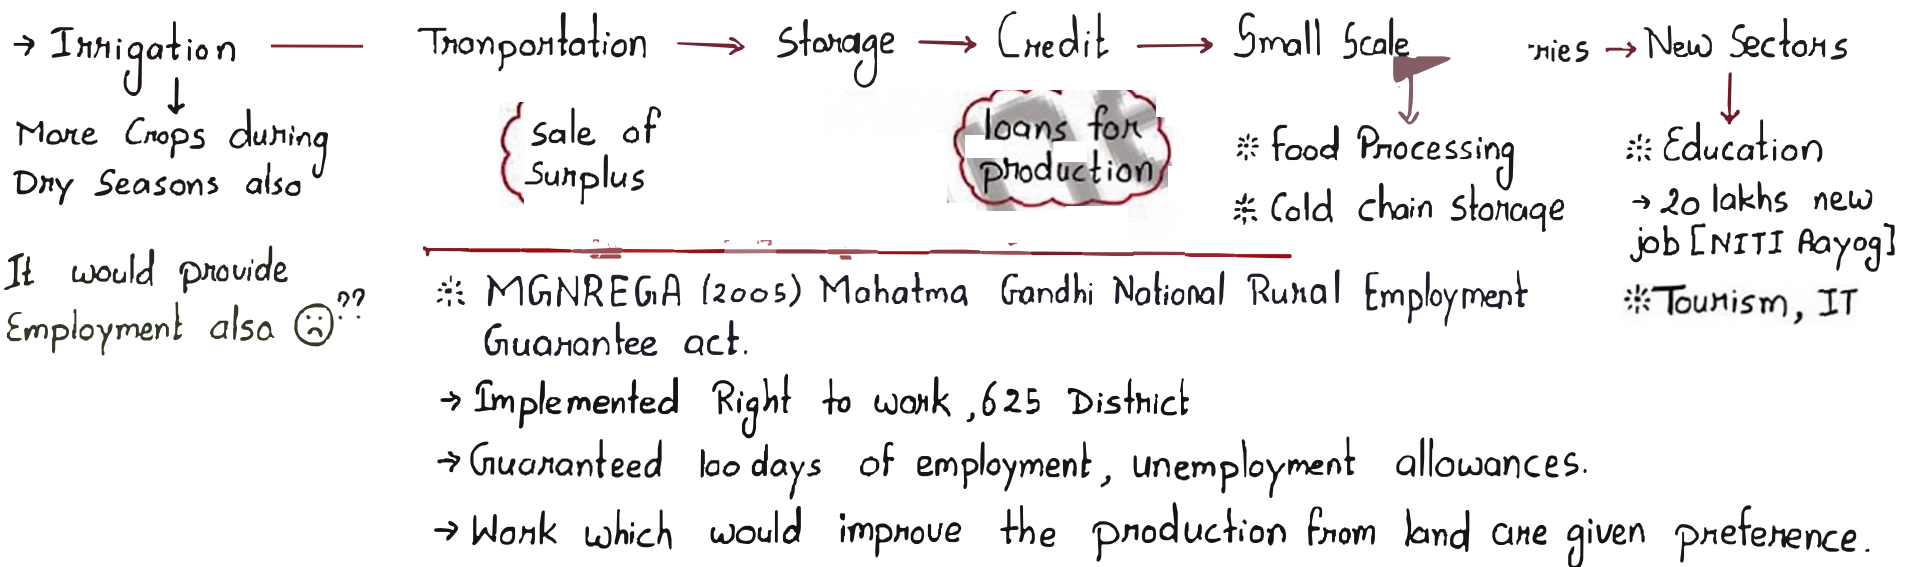 → Irrigation — Tranportation → Storage → Credit → Small Scale ries → New Sectors
More Crops during
Dry Seasons also
sale of
Surplus
loans for
production
* Food Processing
* Cold chain Storage
* Education
→ 20 lakhs new
job [NITI Aayog]
* Tourism, IT
It would provide
Employment also ☹??
* MGNREGA (2005) Mahatma Gandhi National Rural Employment
Guarantee act.
→ Implemented Right to work, 625 District
→ Guaranteed 100 days of employment, unemployment allowances.
→ Work which would improve the production from land are given preference.